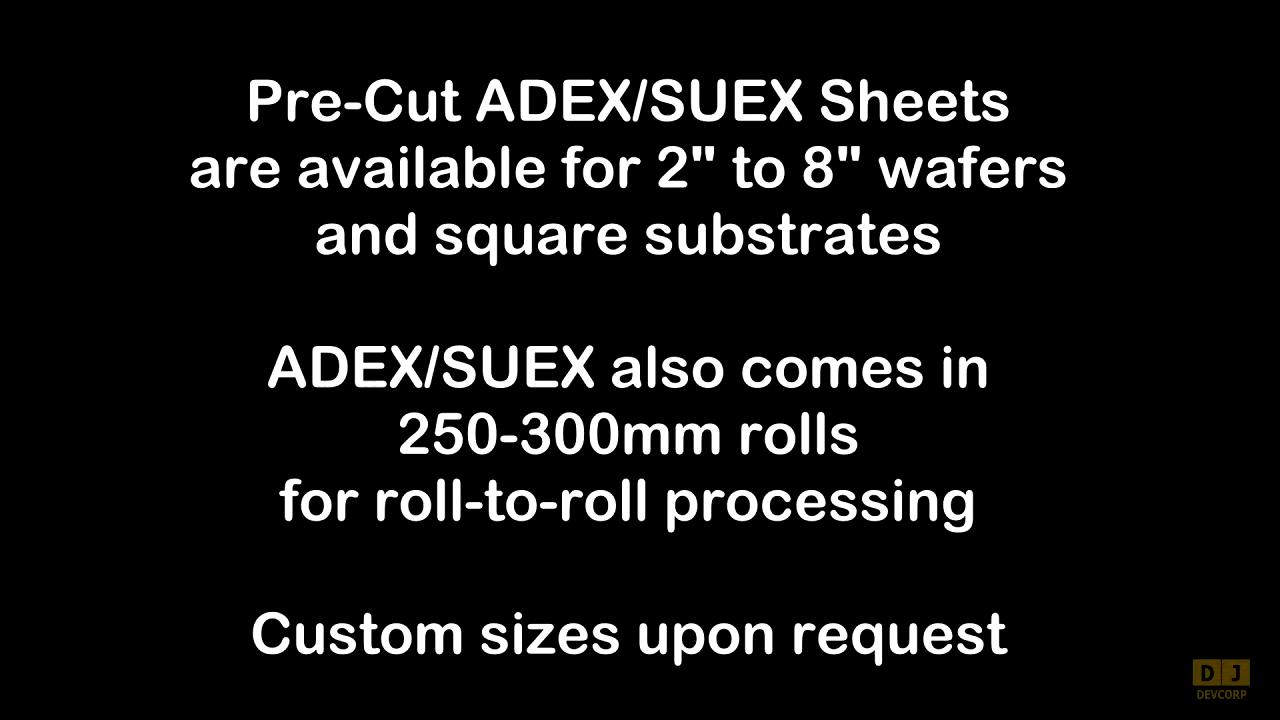 Pre-Cut ADEX/SUEX Sheets
are available for 2" to 8" wafers
and square substrates
ADEX/SUEX also comes in
250-300mm rolls
for roll-to-roll processing
Custom sizes upon request
DJ
DEVCORP